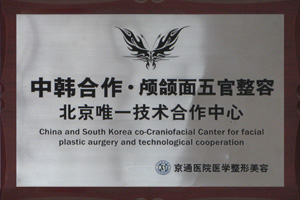 中韩合作·颅颌面五官整容
北京唯一技术合作中心
China and South Korea co-Craniofacial Canter for facial
plastic aurgery and technological cooperation
京通医院医学整形美容